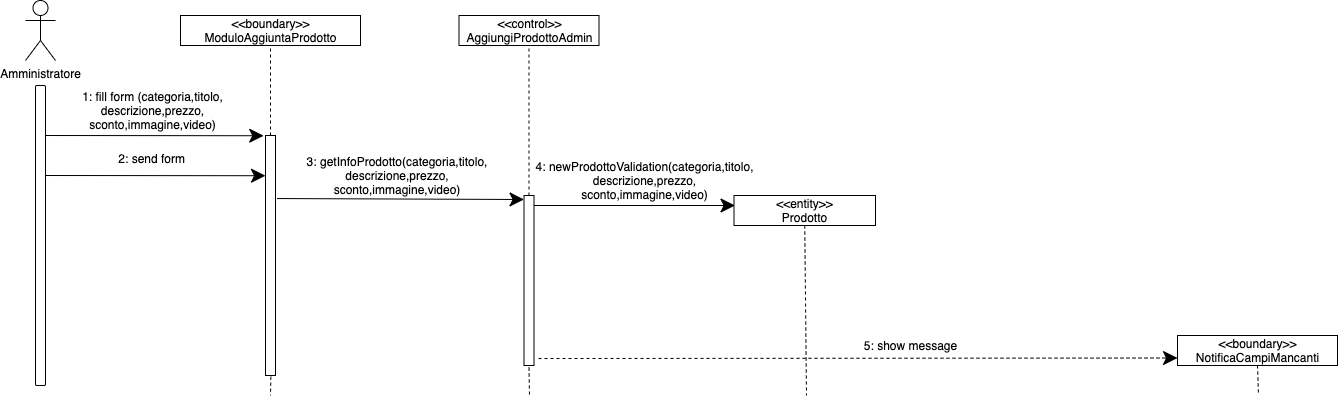 <<boundary>>
ModuloAggiuntaProdotto
<<control>>
AggiungiProdottoAdmin
Amministratore
1: fill form (categoria,titolo,
descrizione,prezzo,
sconto,immagine,video)
2: send form
3: getInfoProdotto(categoria,titolo,
descrizione,prezzo,
sconto,immagine,video)
4: newProdottoValidation(categoria,titolo,
descrizione,prezzo,
sconto,immagine,video)
<<entity>>
Prodotto
5: show message
<<boundary>>
NotificaCampiMancanti